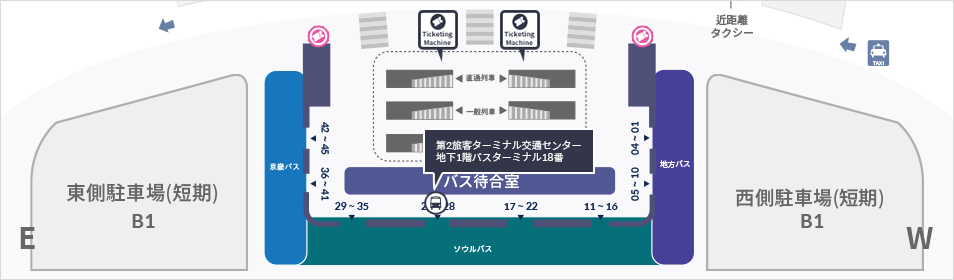 近距離
タクシー
TAXI
Ticketing
Machine
Ticketing
Machine
直通列車
一般列車
第2旅客ターミナル交通センター
地下1階バスターミナル18番
バス待合室
京畿バス
地方バス
42 ~ 45
36 ~ 41
04 ~ 01
05 ~ 10
29 ~ 35
28
17 ~ 22
11 ~ 16
ソウルバス
東側駐車場(短期)
B1
西側駐車場(短期)
B1
E
W